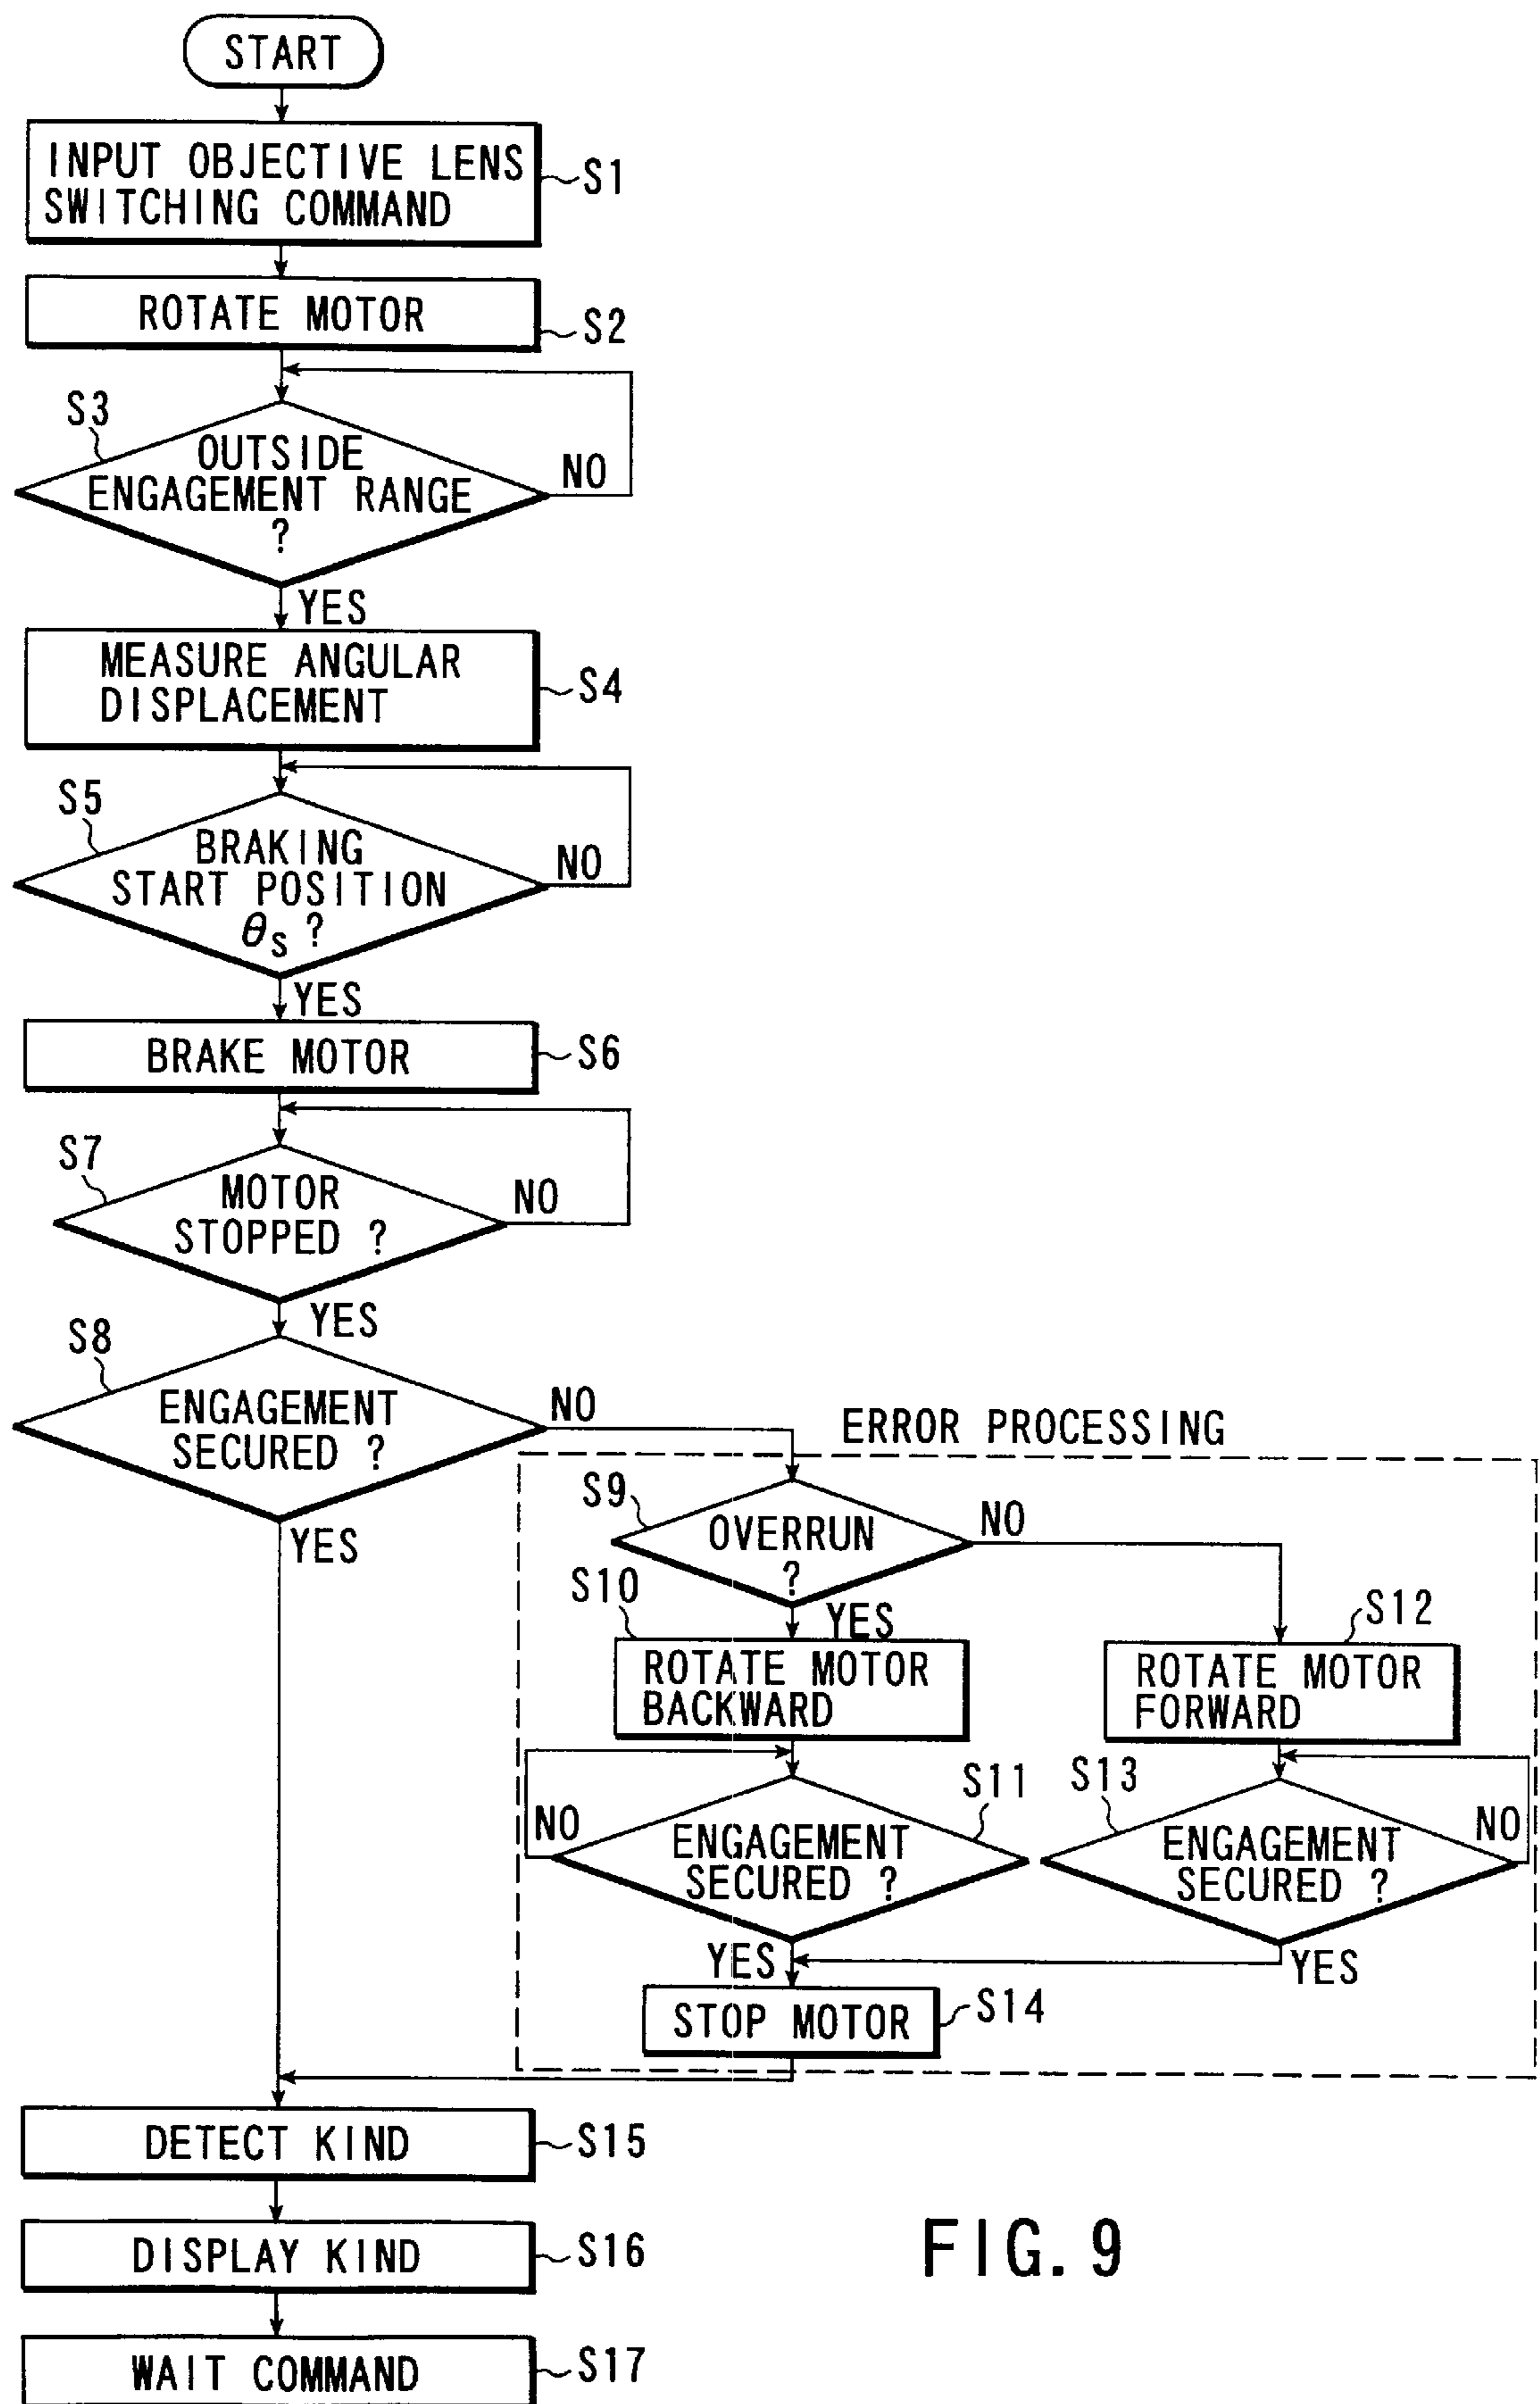 START
INPUT OBJECTIVE LENS
SWITCHING COMMAND
S1
ROTATE MOTOR
S2
S3
OUTSIDE
ENGAGEMENT RANGE
?
NO
YES
MEASURE ANGULAR
DISPLACEMENT
S4
S5
BRAKING
START POSITION
θs ?
NO
YES
BRAKE MOTOR
S6
S7
MOTOR
STOPPED ?
NO
YES
S8
ENGAGEMENT
SECURED ?
NO
YES
ERROR PROCESSING
S9
OVERRUN
?
NO
YES
S10
ROTATE MOTOR
BACKWARD
S12
ROTATE MOTOR
FORWARD
S11
NO
ENGAGEMENT
SECURED ?
YES
S13
ENGAGEMENT
SECURED ?
NO
YES
STOP MOTOR
S14
DETECT KIND
S15
DISPLAY KIND
S16
WAIT COMMAND
S17
FIG. 9